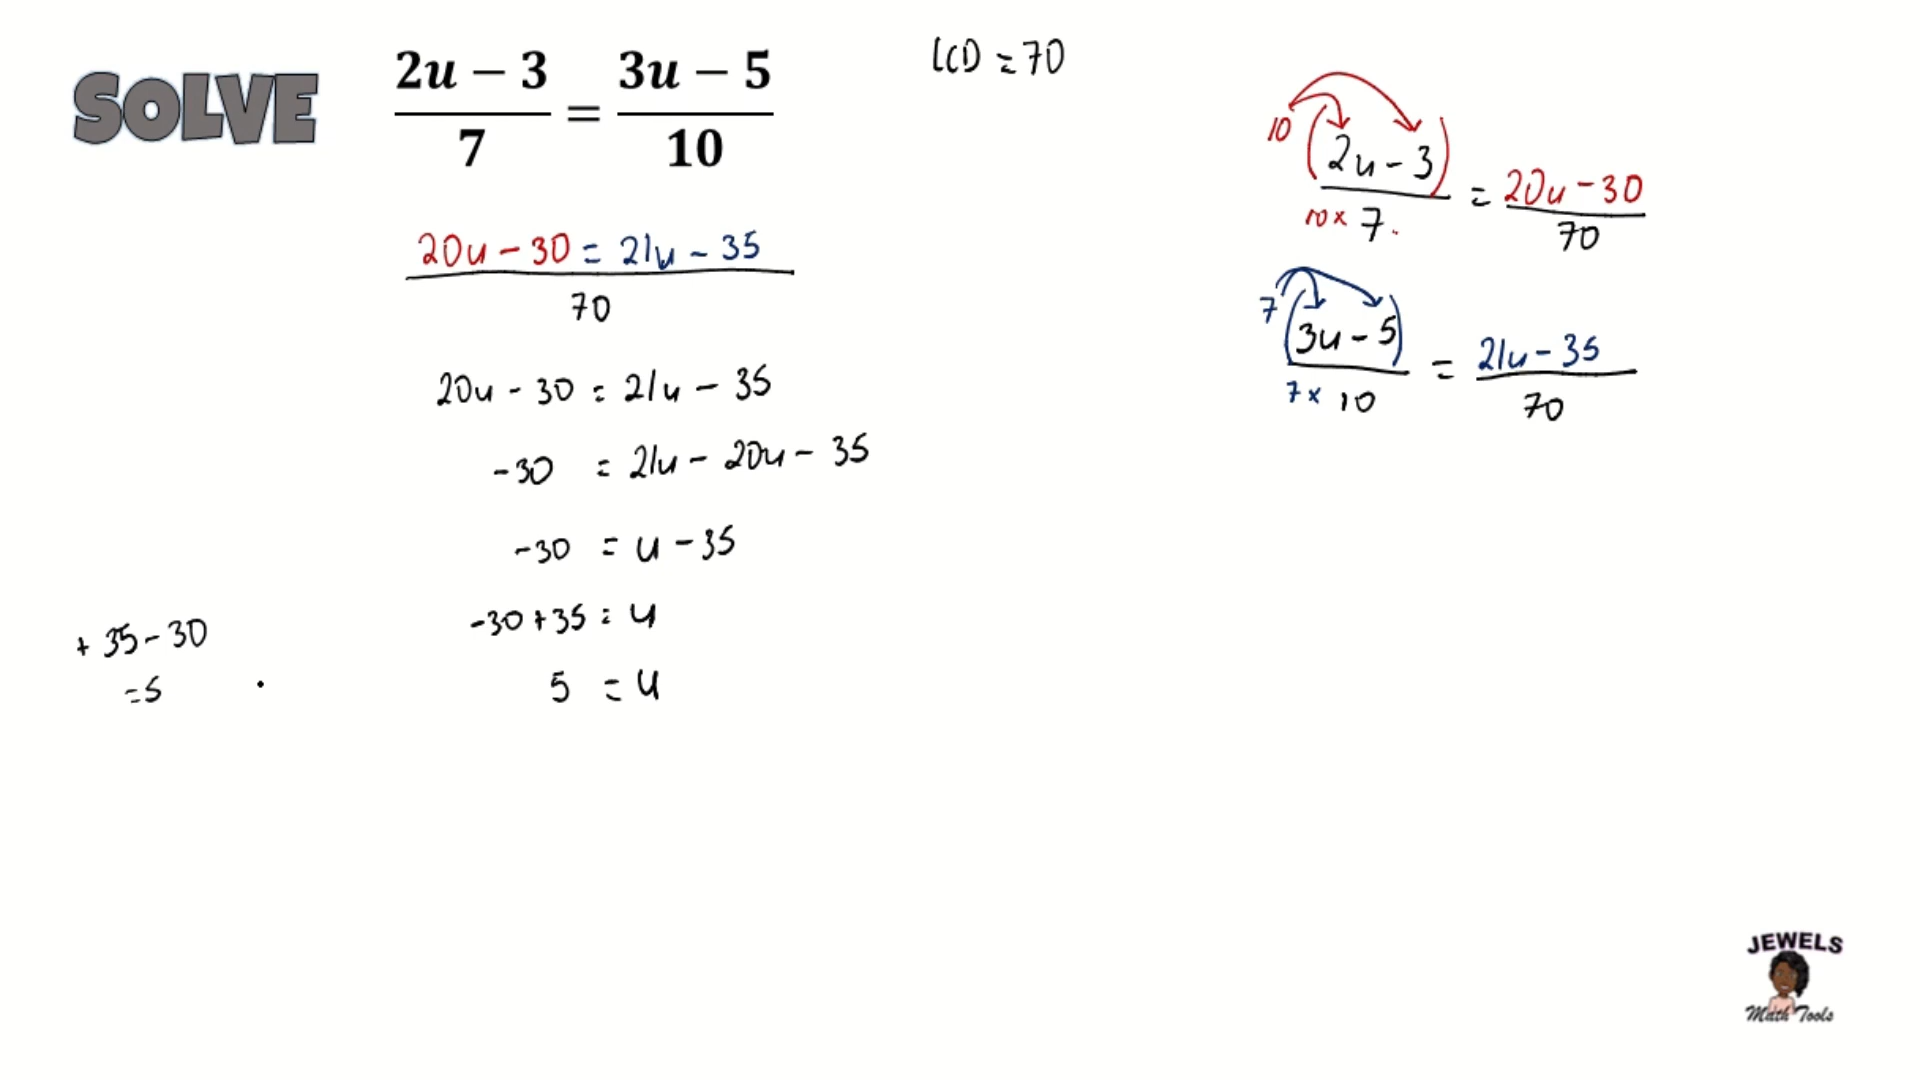 SOLVE
2u − 3 / 7 = 3u − 5 / 10
LCD = 70
20u - 30 = 21u - 35
70
20u - 30 = 21u - 35
-30 = 21u - 20u - 35
-30 = u - 35
-30 + 35 = u
5 = u
+ 35 - 30
= 5
10 (2u - 3) / 10 x 7 = 20u - 30 / 70
7 (3u - 5) / 7 x 10 = 21u - 35 / 70
JEWELS
Math Tools